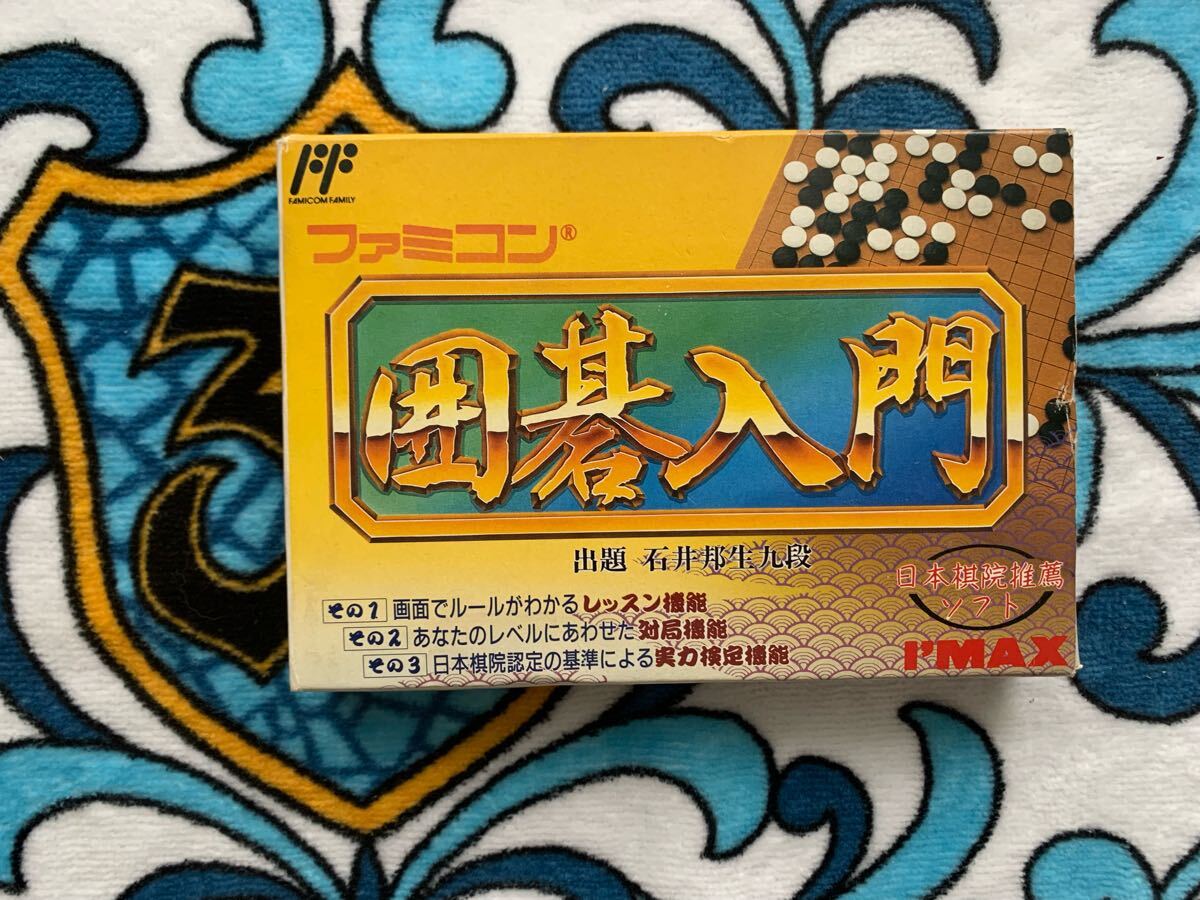 FAMICOM FAMILY
ファミコン®
囲碁入門
出題 石井邦生九段
日本棋院推薦
ソフト
その1 画面でルールがわかるレッスン機能
その2 あなたのレベルにあわせた対局機能
その3 日本棋院認定の基準による実力検定機能
I'MAX